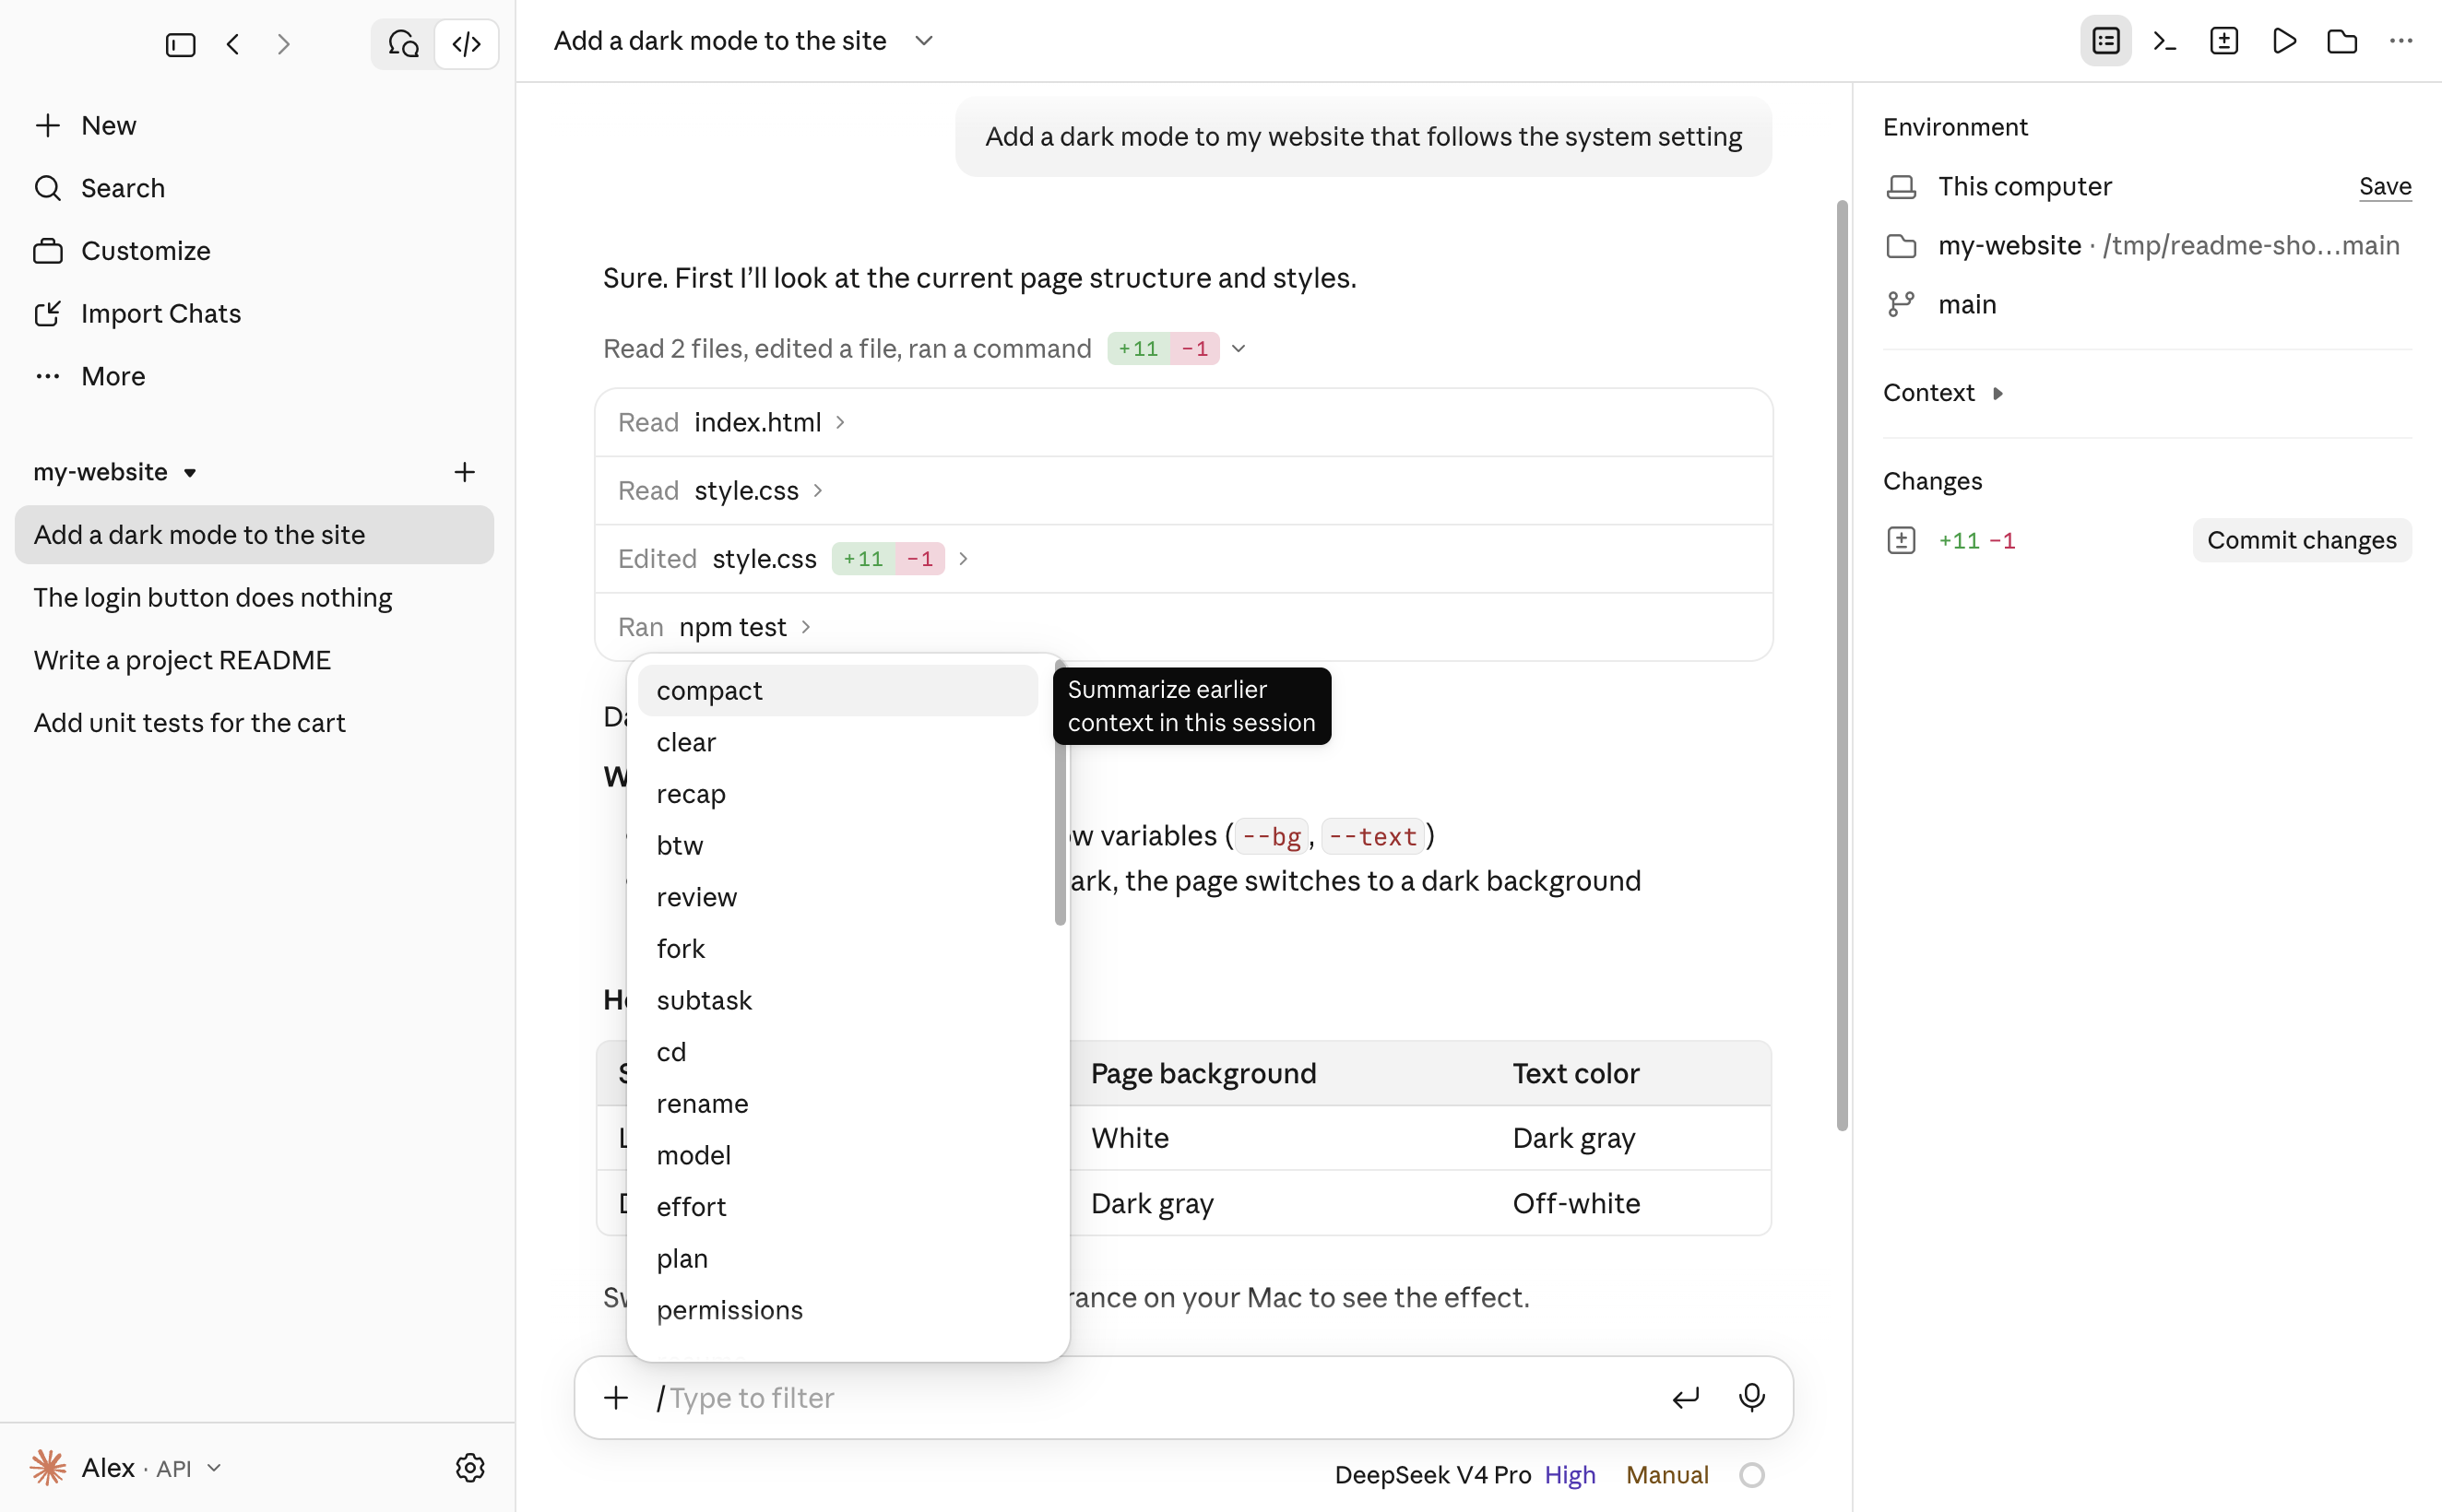 Add a dark mode to the site
New
Search
Customize
Import Chats
More
my-website
Add a dark mode to the site
The login button does nothing
Write a project README
Add unit tests for the cart
Alex · API
Add a dark mode to my website that follows the system setting
Sure. First I’ll look at the current page structure and styles.
Read 2 files, edited a file, ran a command +11 -1
Read index.html
Read style.css
Edited style.css +11 -1
Ran npm test
compact
Summarize earlier
context in this session
clear
recap
btw
review
fork
subtask
cd
rename
model
effort
plan
permissions
variables (--bg, --text)
the page switches to a dark background
Page background Text color
White Dark gray
Dark gray Off-white
on your Mac to see the effect.
/ Type to filter
DeepSeek V4 Pro High Manual
Environment
This computer Save
my-website · /tmp/readme-sho…main
main
Context
Changes
+11 -1 Commit changes